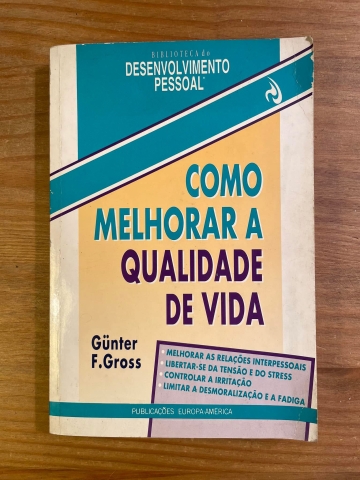 BIBLIOTECA do
DESENVOLVIMENTO
PESSOAL
COMO
MELHORAR A
QUALIDADE
DE VIDA
Günter
F.Gross
• MELHORAR AS RELAÇÕES INTERPESSOAIS
• LIBERTAR-SE DA TENSÃO E DO STRESS
• CONTROLAR A IRRITAÇÃO
• LIMITAR A DESMORALIZAÇÃO E A FADIGA
PUBLICAÇÕES EUROPA-AMÉRICA